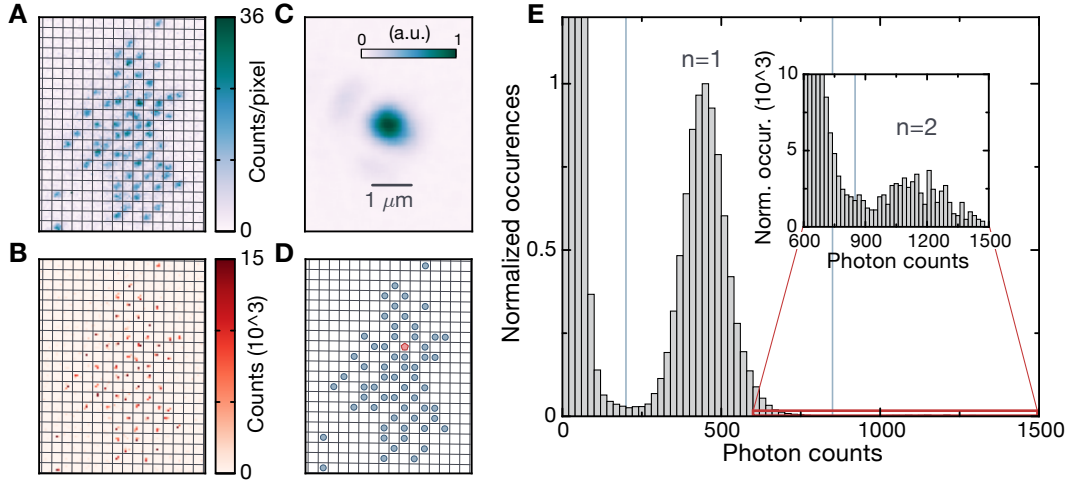 A
36
Counts/pixel
0
C
(a.u.)
0 1
1 μm
B
15
Counts (10^3)
0
D
E
Normalized occurences
1
0.5
0
n=1
0 500 1000 1500
Photon counts
Norm. occur. (10^3)
10
5
0
n=2
600 900 1200 1500
Photon counts